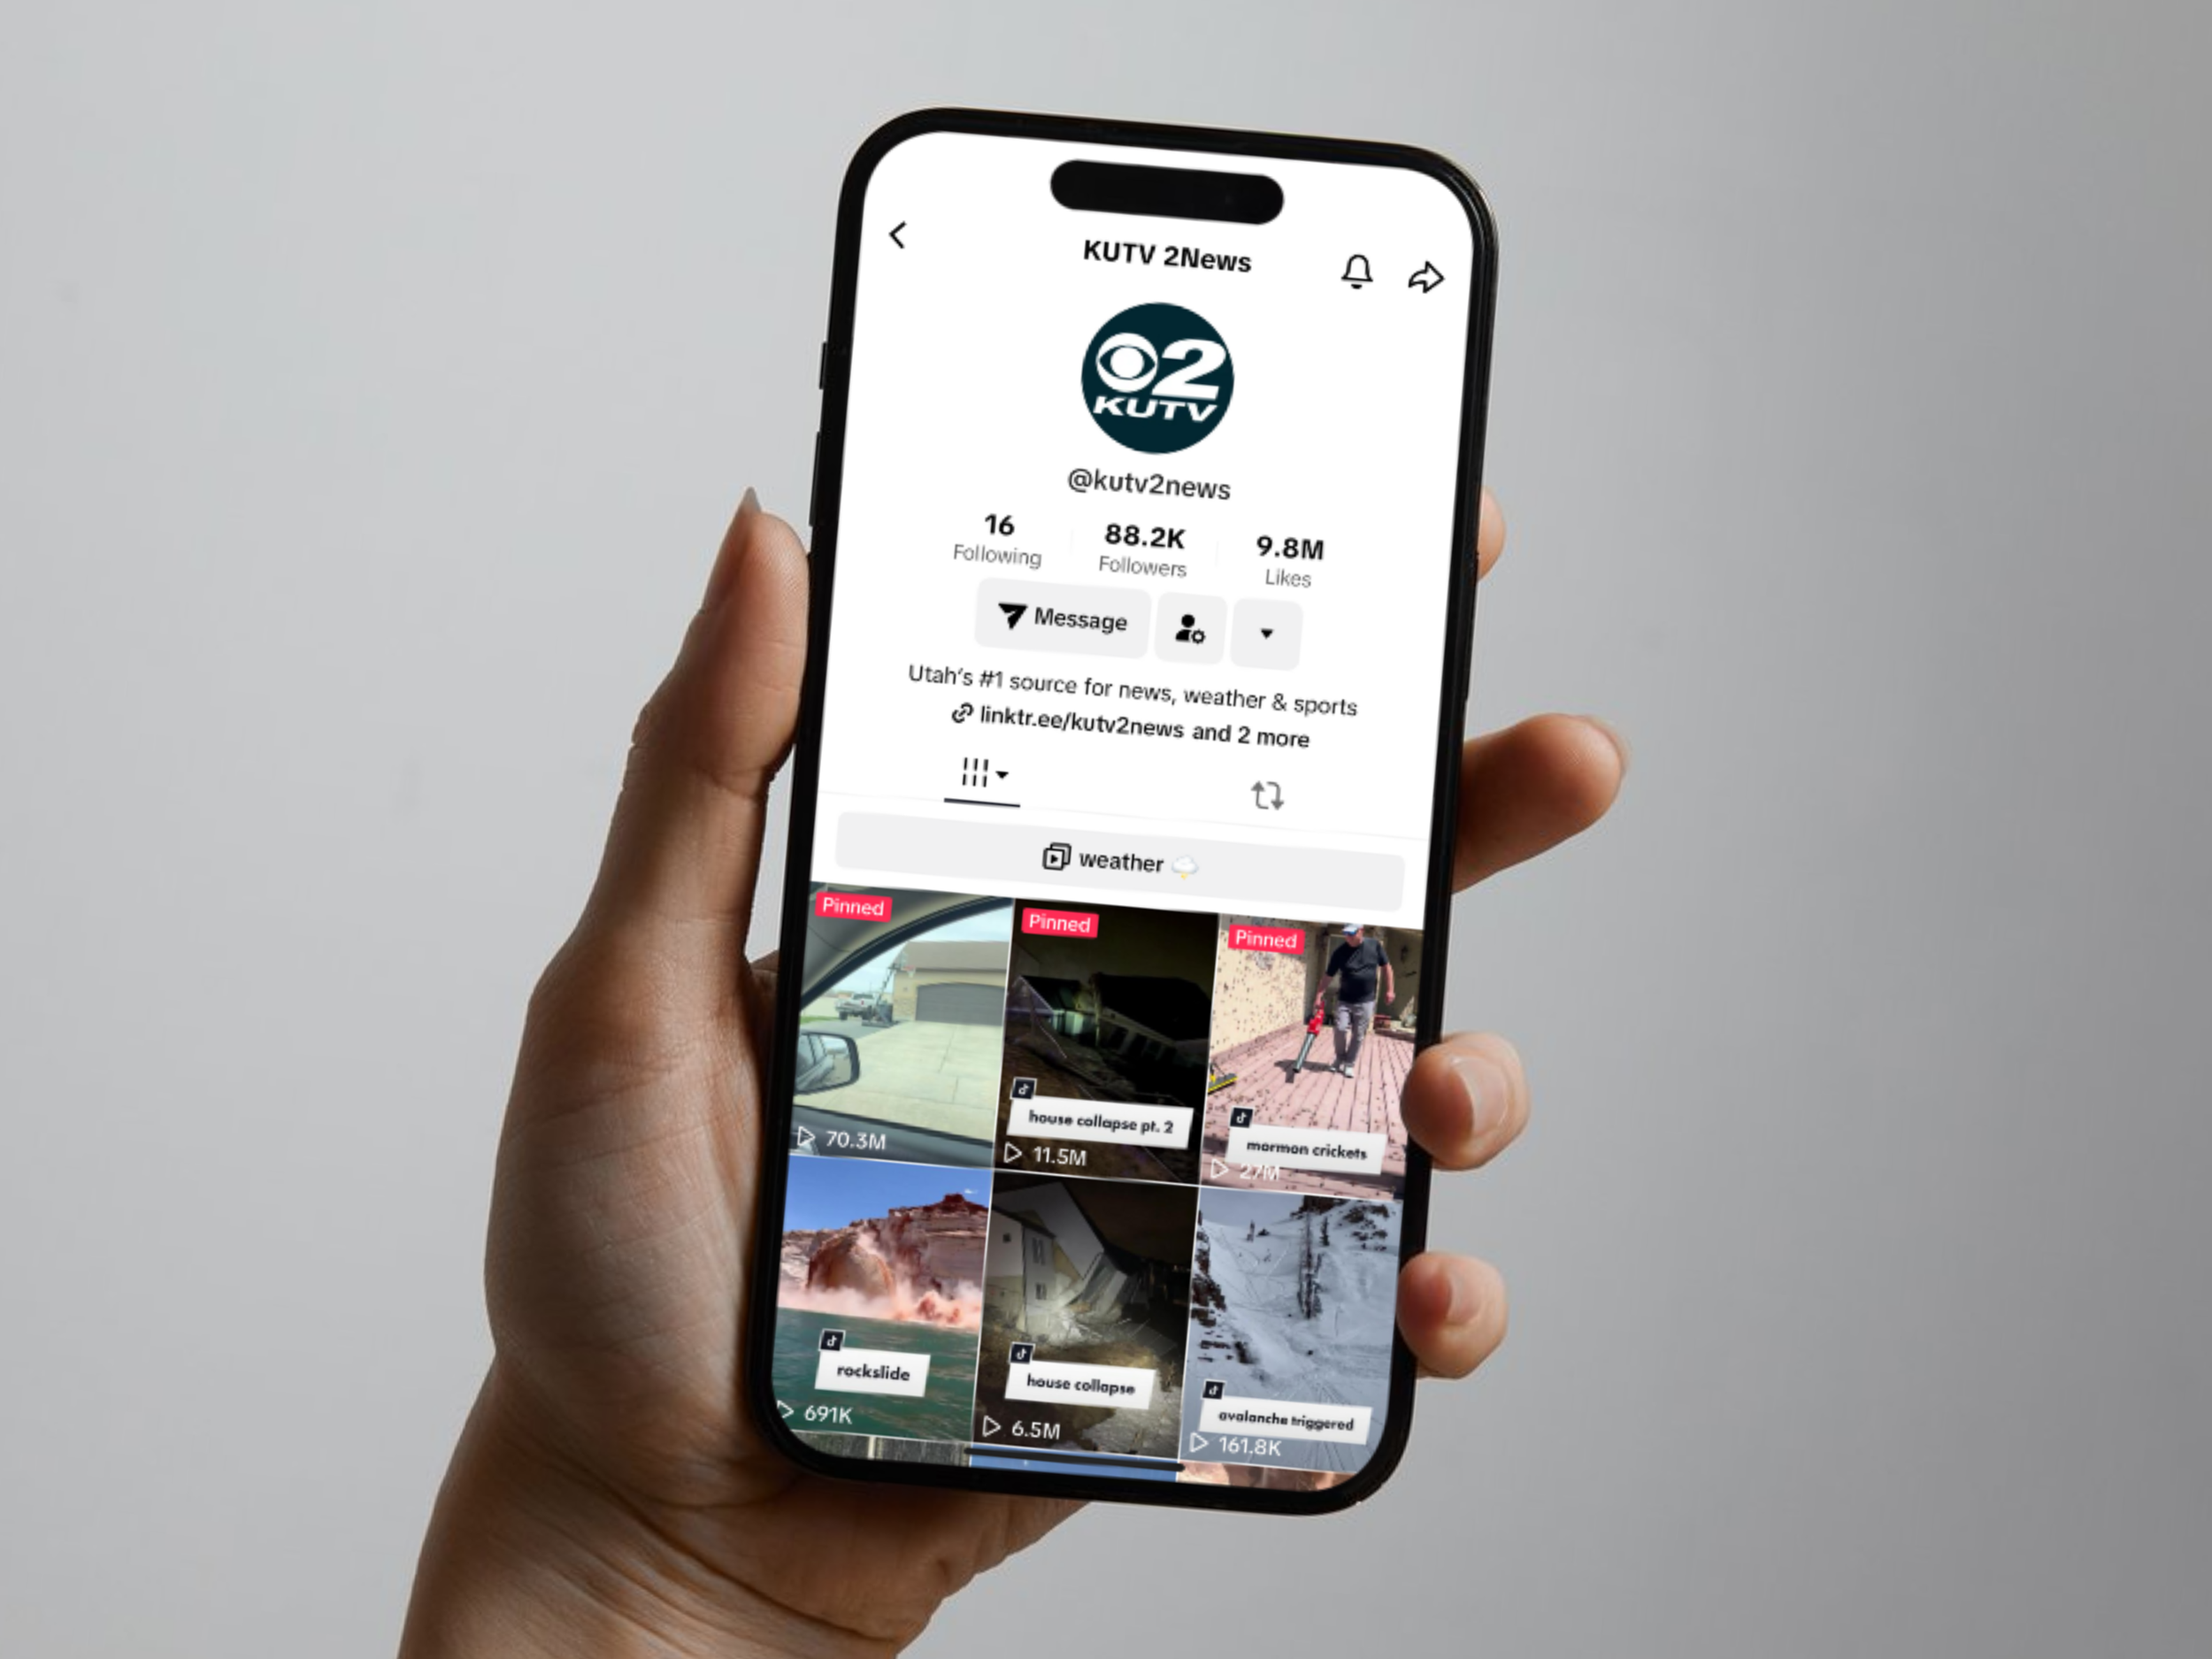 KUTV 2News
2
KUTV
@kutv2news
16
Following
88.2K
Followers
9.8M
Likes
Message
Utah's #1 source for news, weather & sports
linktr.ee/kutv2news and 2 more
weather
Pinned
70.3M
Pinned
house collapse pt. 2
11.5M
Pinned
mormon crickets
27M
rockslide
691K
house collapse
6.5M
avalanche triggered
161.8K